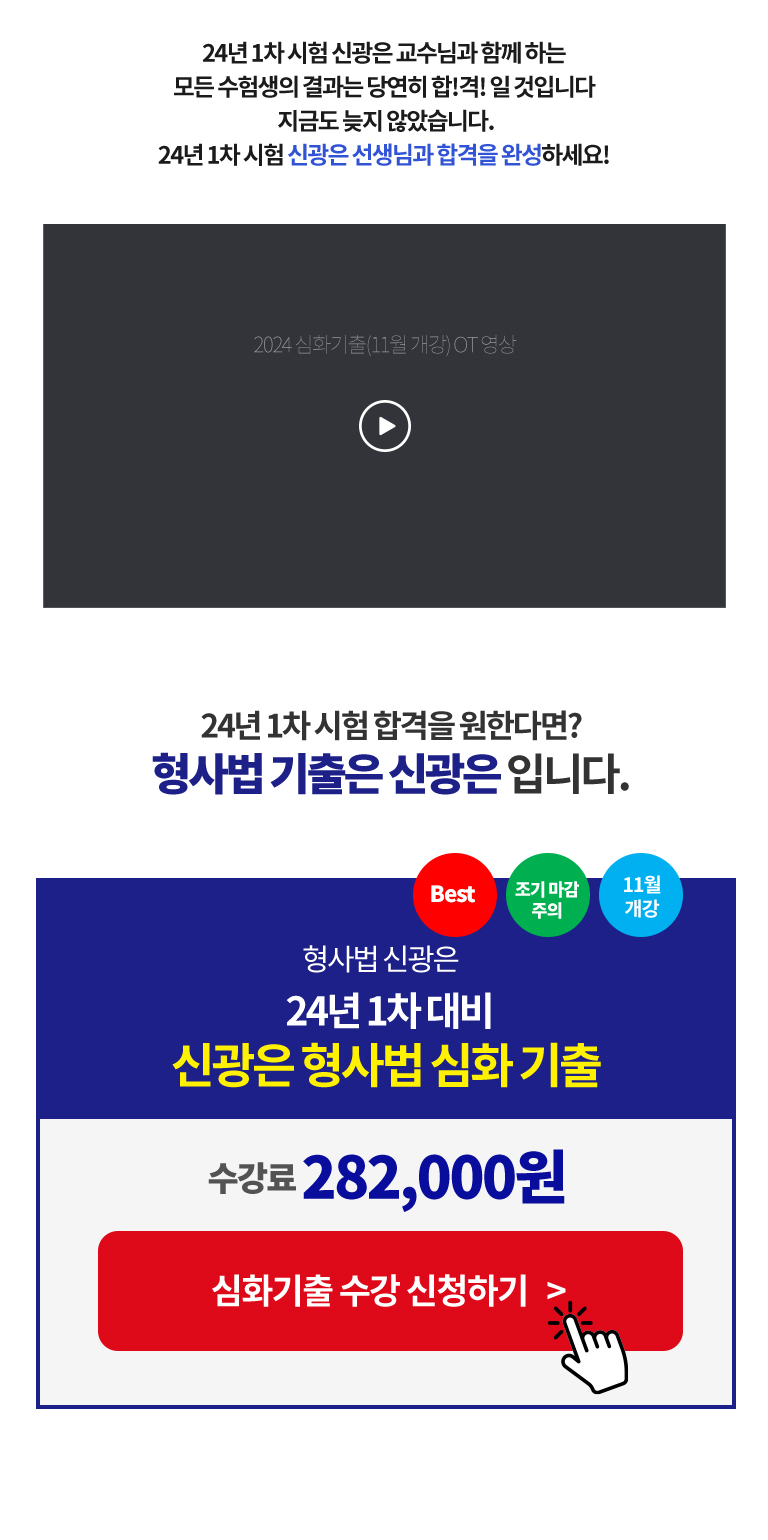 24년 1차 시험 신광은 교수님과 함께 하는
모든 수험생의 결과는 당연히 합!격! 일 것입니다
지금도 늦지 않았습니다.
24년 1차 시험 신광은 선생님과 합격을 완성하세요!
2024 심화기출(11월 개강) OT 영상
24년 1차 시험 합격을 원한다면?
형사법 기출은 신광은 입니다.
Best
조기 마감
주의
11월
개강
형사법 신광은
24년 1차 대비
신광은 형사법 심화 기출
수강료 282,000원
심화기출 수강 신청하기 >